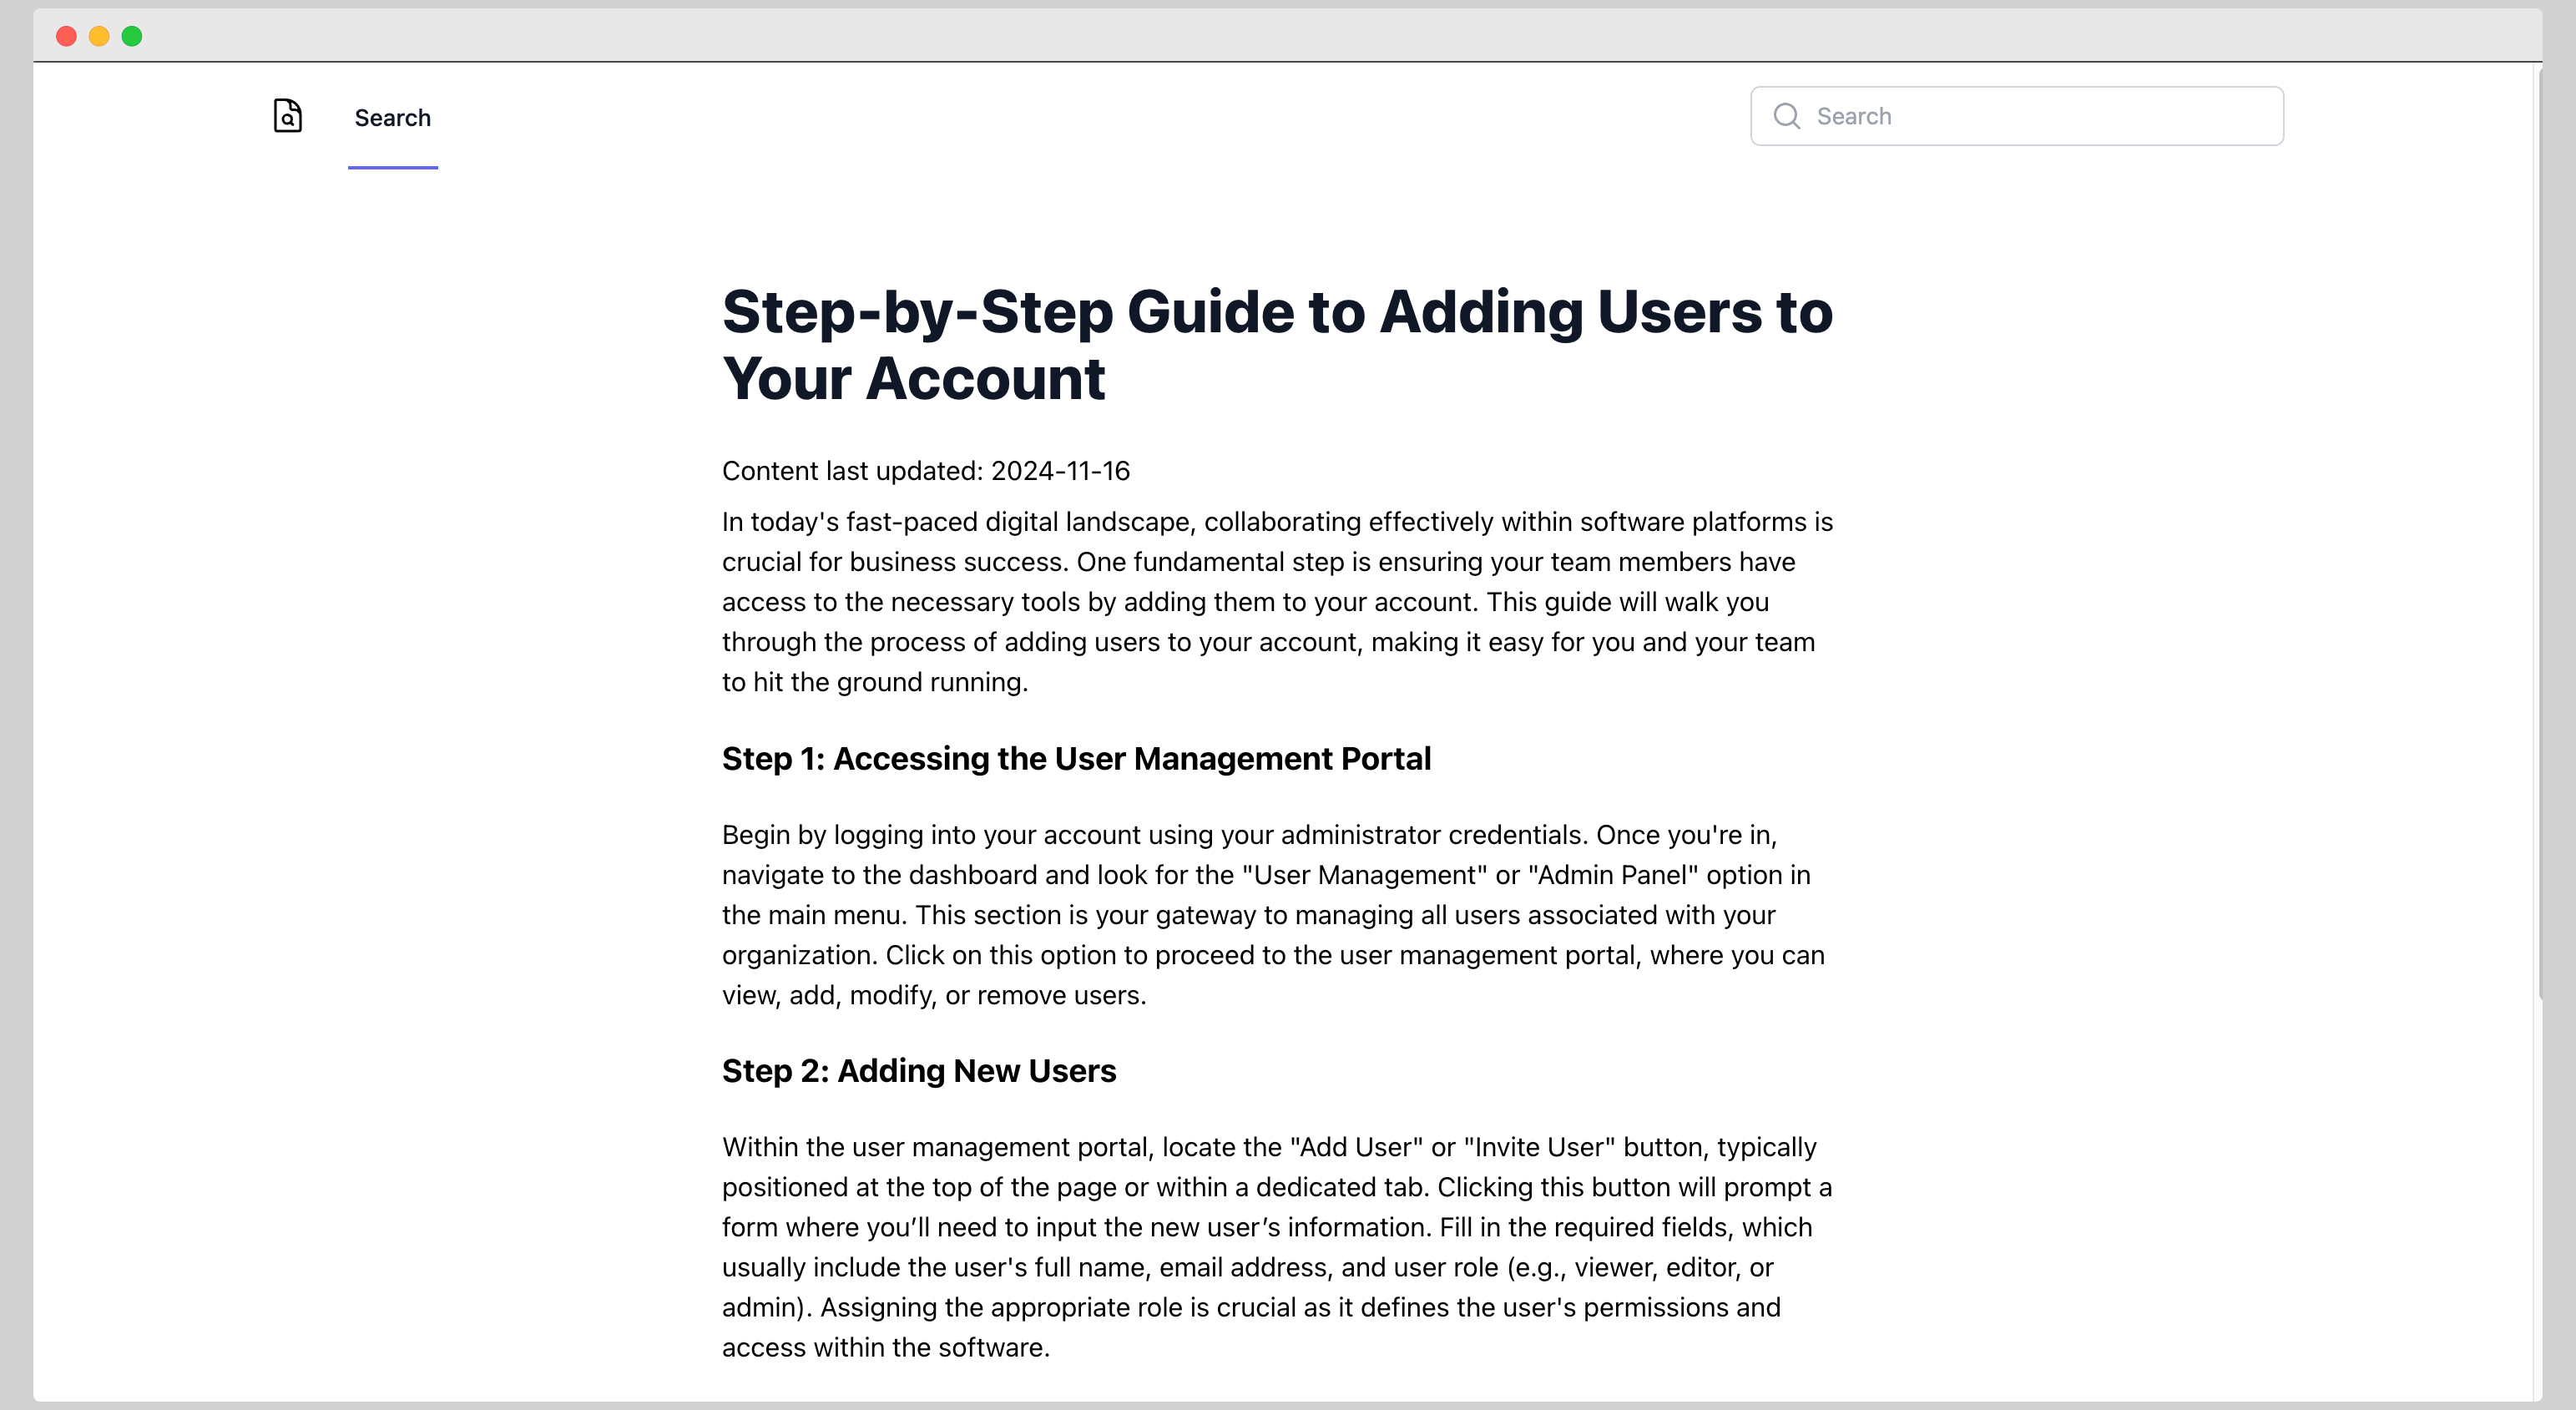 Search
Search
Step-by-Step Guide to Adding Users to
Your Account
Content last updated: 2024-11-16
In today's fast-paced digital landscape, collaborating effectively within software platforms is
crucial for business success. One fundamental step is ensuring your team members have
access to the necessary tools by adding them to your account. This guide will walk you
through the process of adding users to your account, making it easy for you and your team
to hit the ground running.
Step 1: Accessing the User Management Portal
Begin by logging into your account using your administrator credentials. Once you're in,
navigate to the dashboard and look for the "User Management" or "Admin Panel" option in
the main menu. This section is your gateway to managing all users associated with your
organization. Click on this option to proceed to the user management portal, where you can
view, add, modify, or remove users.
Step 2: Adding New Users
Within the user management portal, locate the "Add User" or "Invite User" button, typically
positioned at the top of the page or within a dedicated tab. Clicking this button will prompt a
form where you’ll need to input the new user’s information. Fill in the required fields, which
usually include the user's full name, email address, and user role (e.g., viewer, editor, or
admin). Assigning the appropriate role is crucial as it defines the user's permissions and
access within the software.